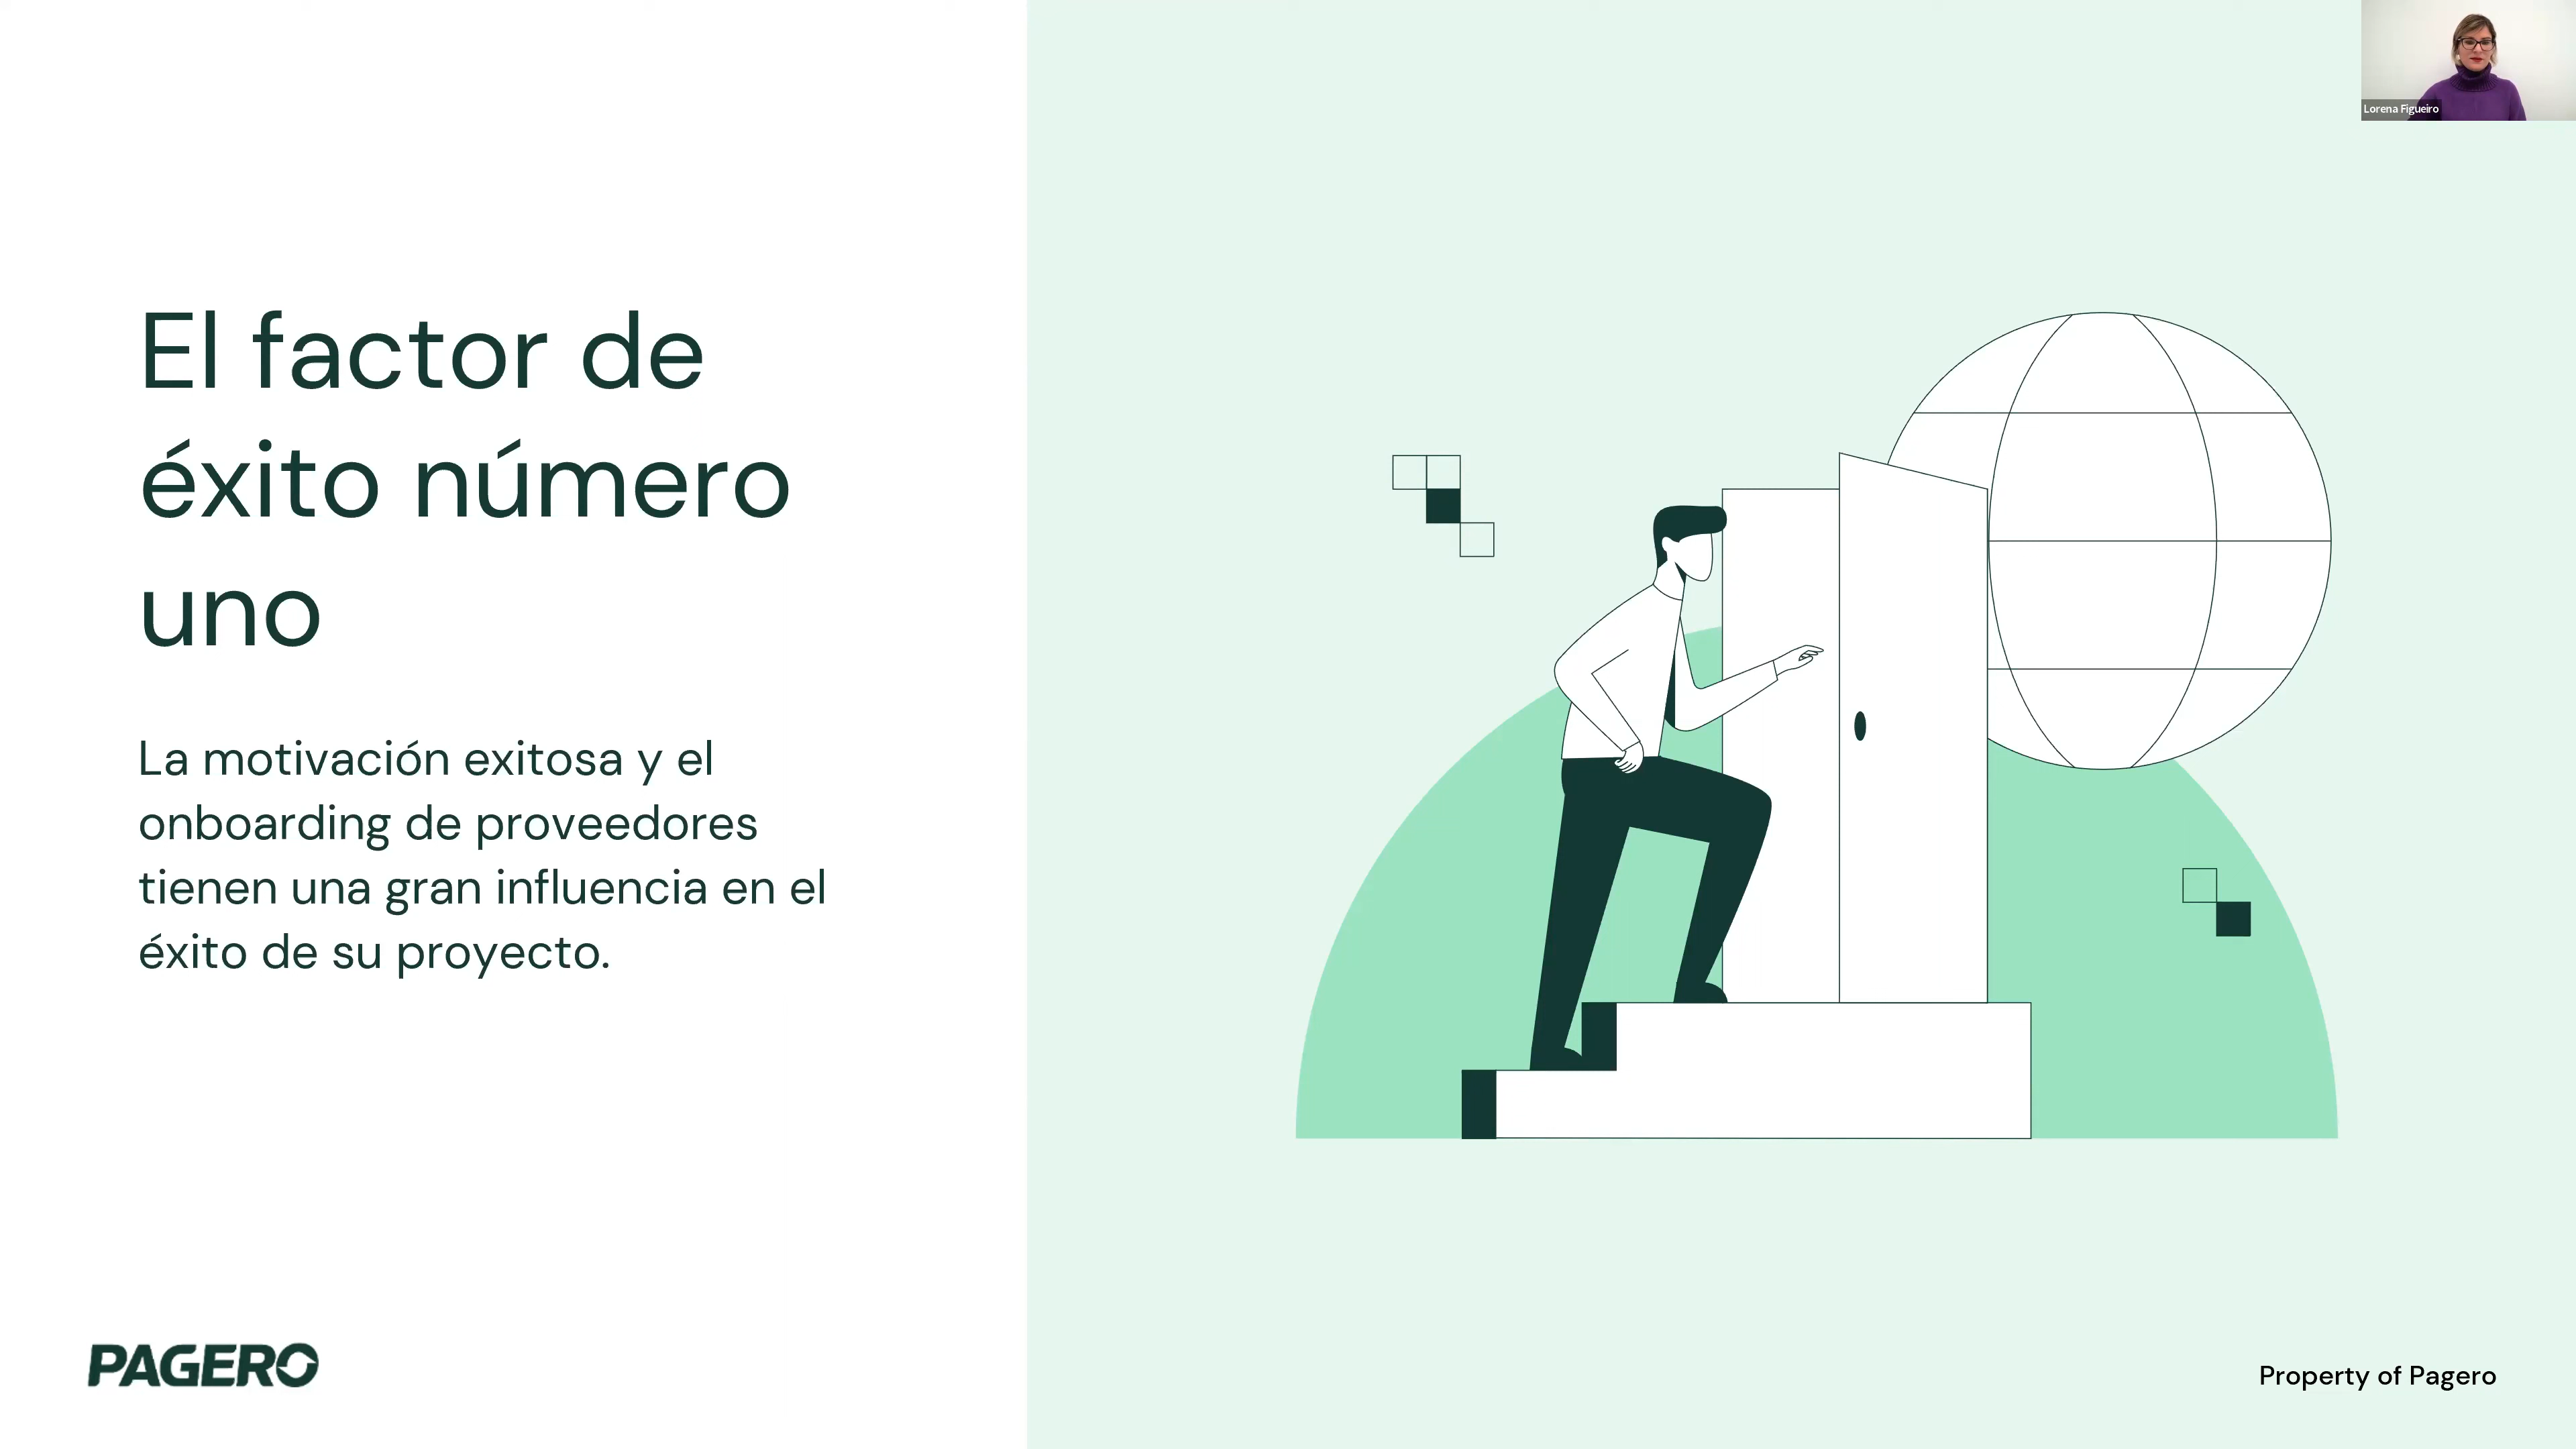 Lorena Figueiro
El factor de
éxito número
uno
La motivación exitosa y el
onboarding de proveedores
tienen una gran influencia en el
éxito de su proyecto.
PAGERO
Property of Pagero